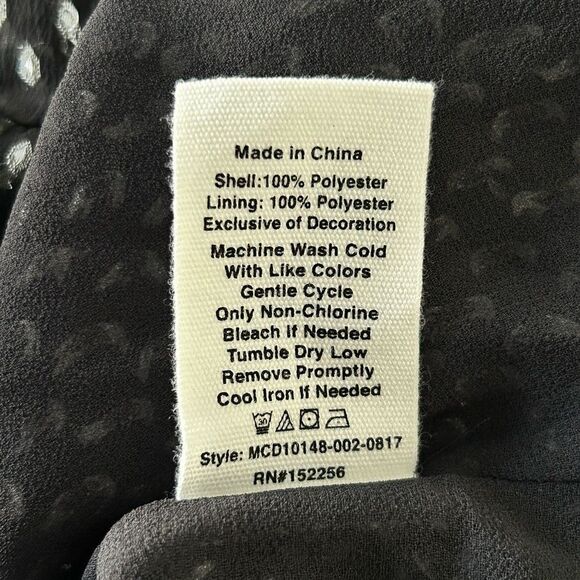 Made in China
Shell:100% Polyester
Lining: 100% Polyester
Exclusive of Decoration
Machine Wash Cold
With Like Colors
Gentle Cycle
Only Non-Chlorine
Bleach If Needed
Tumble Dry Low
Remove Promptly
Cool Iron If Needed
30
Style: MCD10148-002-0817
RN#152256